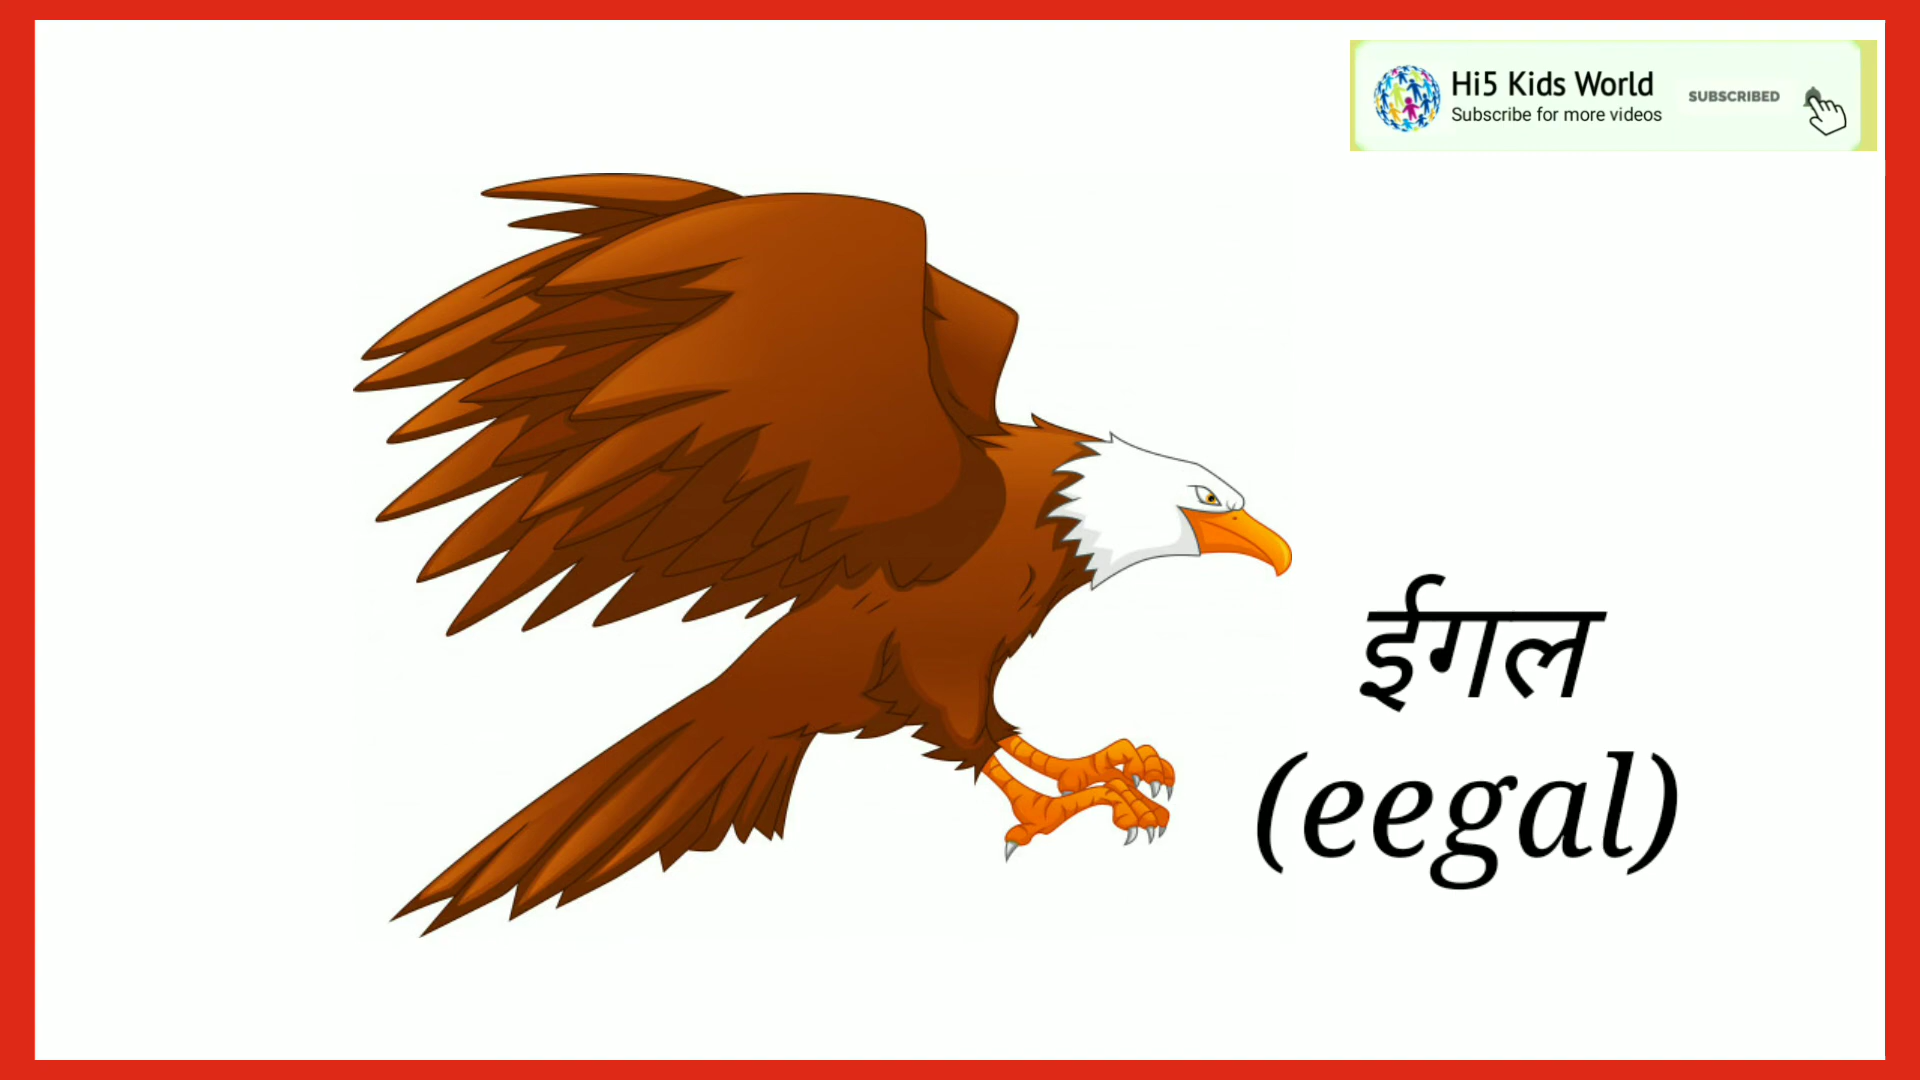 Hi5 Kids World
Subscribe for more videos
SUBSCRIBED
ईगल
(eegal)